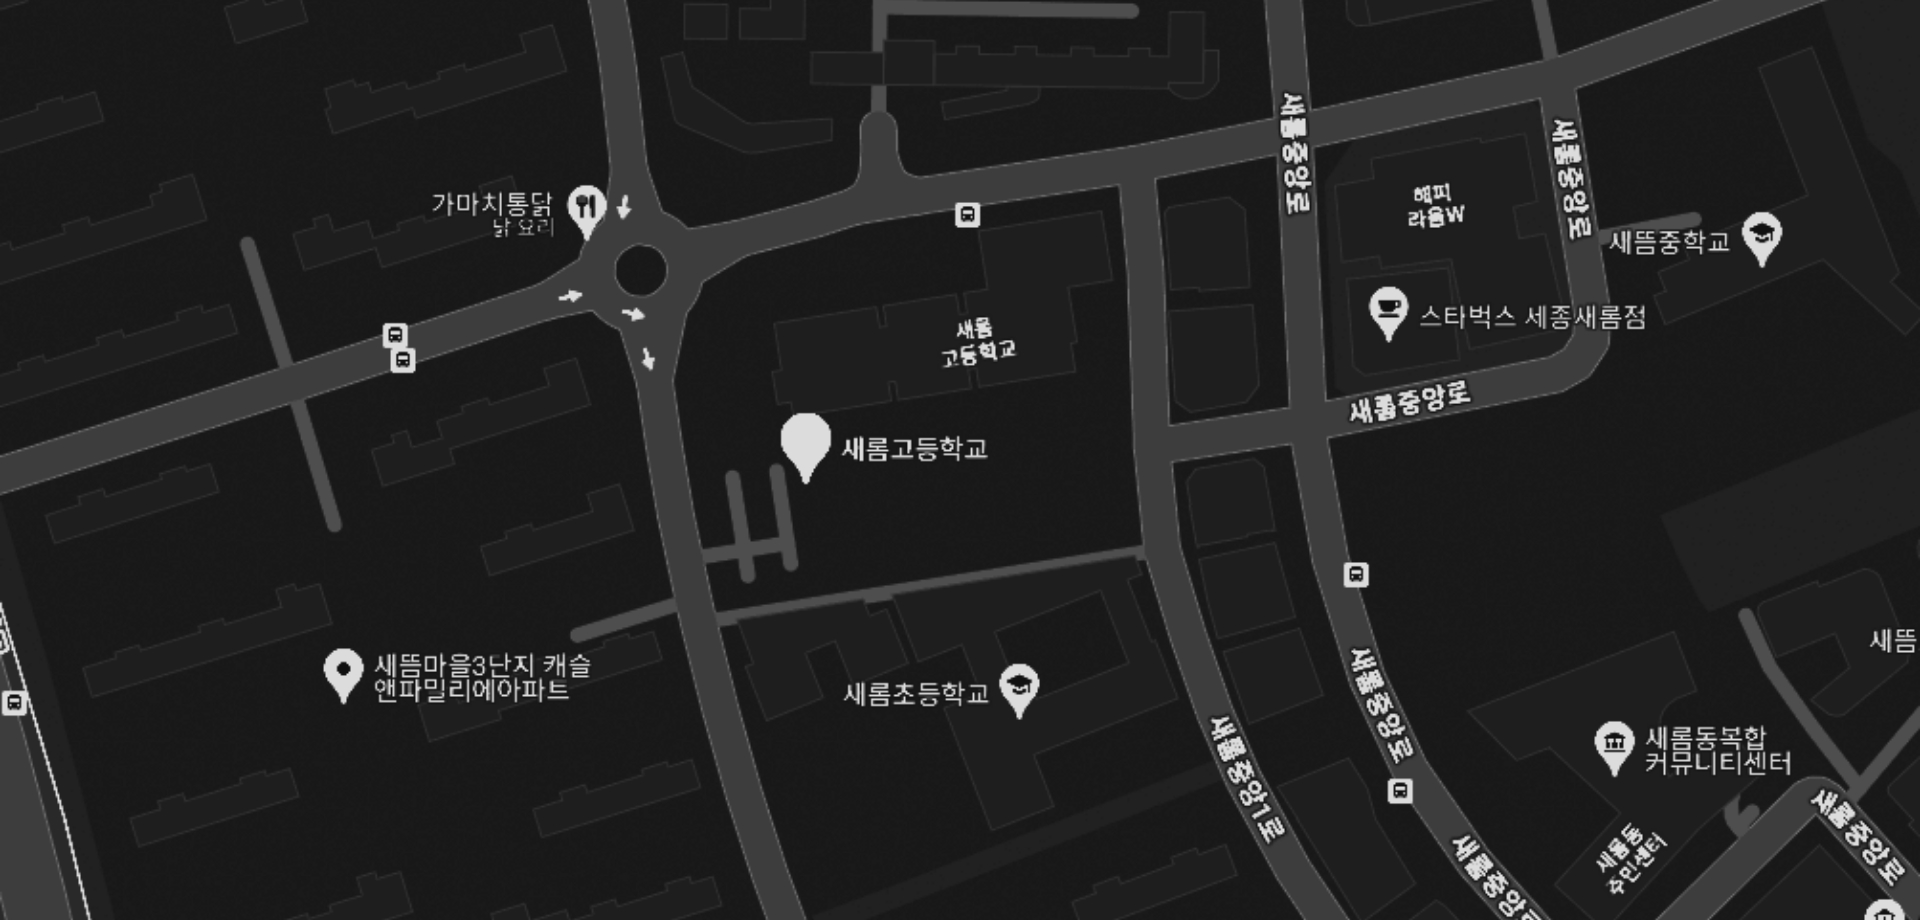 새롬중앙로
새롬중앙로
가마치통닭
닭 요리
해피
라움W
새뜸중학교
스타벅스 세종새롬점
새롬
고등학교
새롬중앙로
새롬고등학교
새뜸마을3단지 캐슬
앤파밀리에아파트
새롬초등학교
새롬중앙로
새뜸
새롬중앙1로
새롬동복합
커뮤니티센터
새롬중앙로
새롬동
주민센터
새롬중앙로